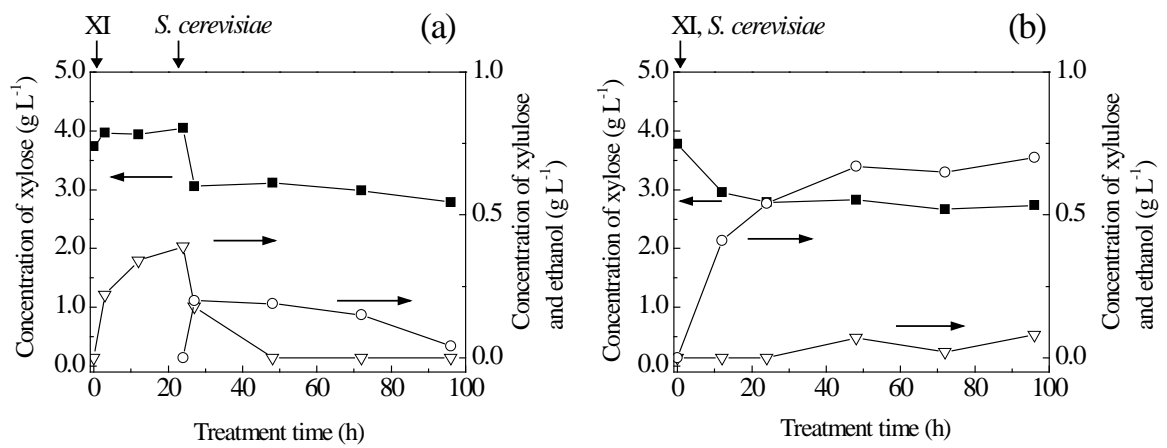 XI
S. cerevisiae
(a)
5.0
4.0
3.0
2.0
1.0
0.0
1.0
0.5
0.0
0
20
40
60
80
100
Concentration of xylose (g L⁻¹)
Concentration of xylulose
and ethanol (g L⁻¹)
Treatment time (h)
XI, S. cerevisiae
(b)
5.0
4.0
3.0
2.0
1.0
0.0
1.0
0.5
0.0
0
20
40
60
80
100
Concentration of xylose (g L⁻¹)
Concentration of xylulose
and ethanol (g L⁻¹)
Treatment time (h)